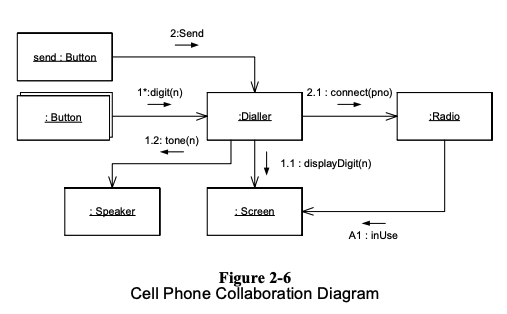 2:Send
send : Button
1*:digit(n)
2.1 : connect(pno)
: Button
:Dialler
:Radio
1.2: tone(n)
1.1 : displayDigit(n)
: Speaker
: Screen
A1 : inUse
Figure 2-6
Cell Phone Collaboration Diagram